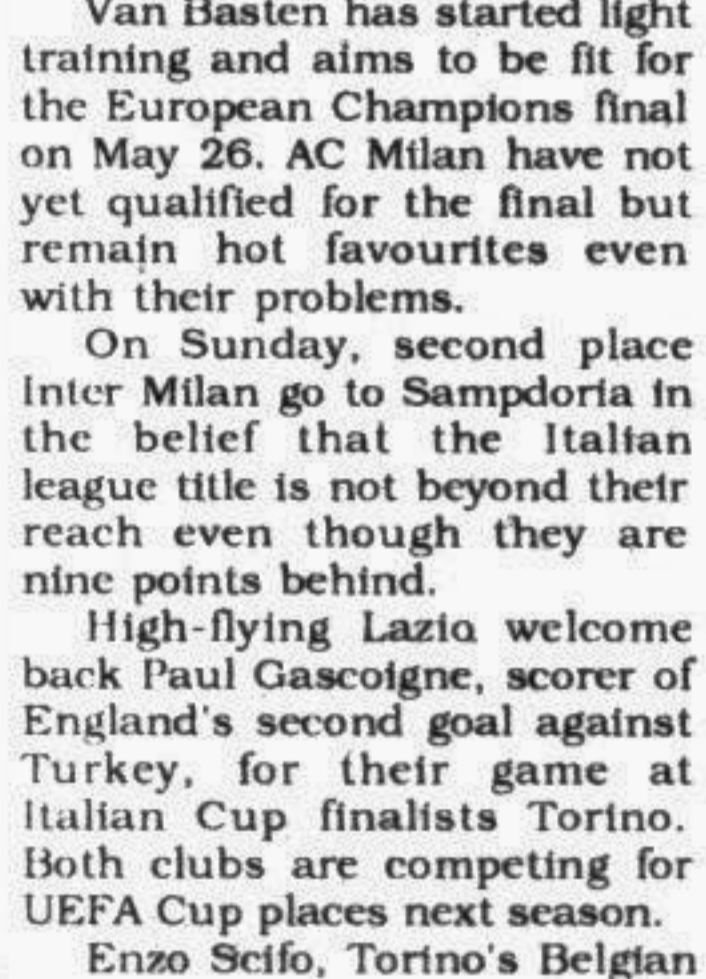 Van Basten has started light
training and aims to be fit for
the European Champions final
on May 26. AC Milan have not
yet qualified for the final but
remain hot favourites even
with their problems.
On Sunday, second place
Inter Milan go to Sampdoria in
the belief that the Italian
league title is not beyond their
reach even though they are
nine points behind.
High-flying Lazio welcome
back Paul Gascoigne, scorer of
England's second goal against
Turkey, for their game at
Italian Cup finalists Torino.
Both clubs are competing for
UEFA Cup places next season.
Enzo Scifo, Torino's Belgian